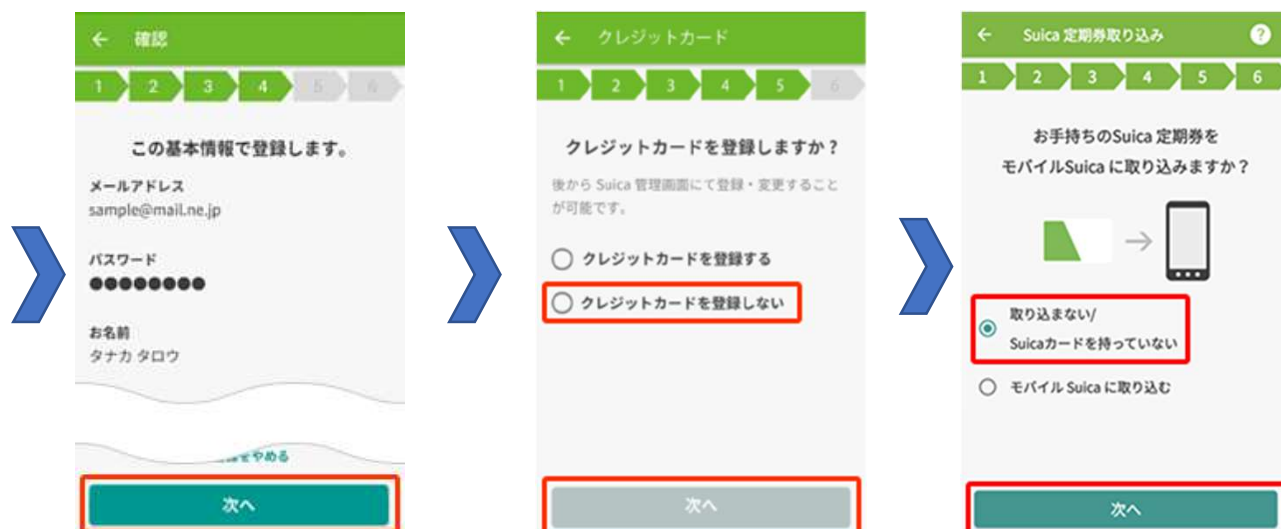 ← 確認
1 2 3 4 5 6
この基本情報で登録します。
メールアドレス
sample@mail.ne.jp
パスワード
●●●●●●●●
お名前
タナカ タロウ
をやめる
次へ
← クレジットカード
1 2 3 4 5 6
クレジットカードを登録しますか？
後から Suica 管理画面にて登録・変更すること
が可能です。
クレジットカードを登録する
クレジットカードを登録しない
次へ
← Suica 定期券取り込み ?
1 2 3 4 5 6
お手持ちのSuica 定期券を
モバイルSuica に取り込みますか？
取り込まない/
Suicaカードを持っていない
モバイル Suica に取り込む
次へ